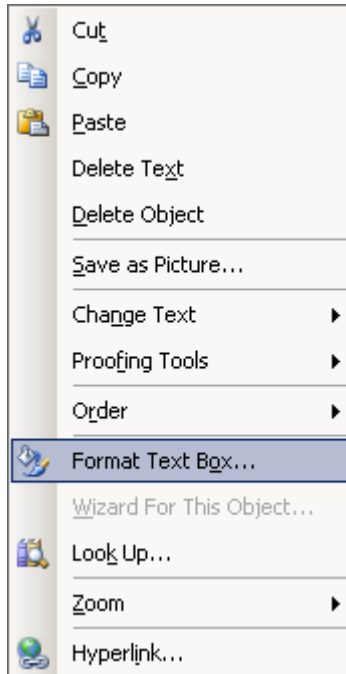 Cut
Copy
Paste
Delete Text
Delete Object
Save as Picture...
Change Text
Proofing Tools
Order
Format Text Box...
Wizard For This Object...
Look Up...
Zoom
Hyperlink...